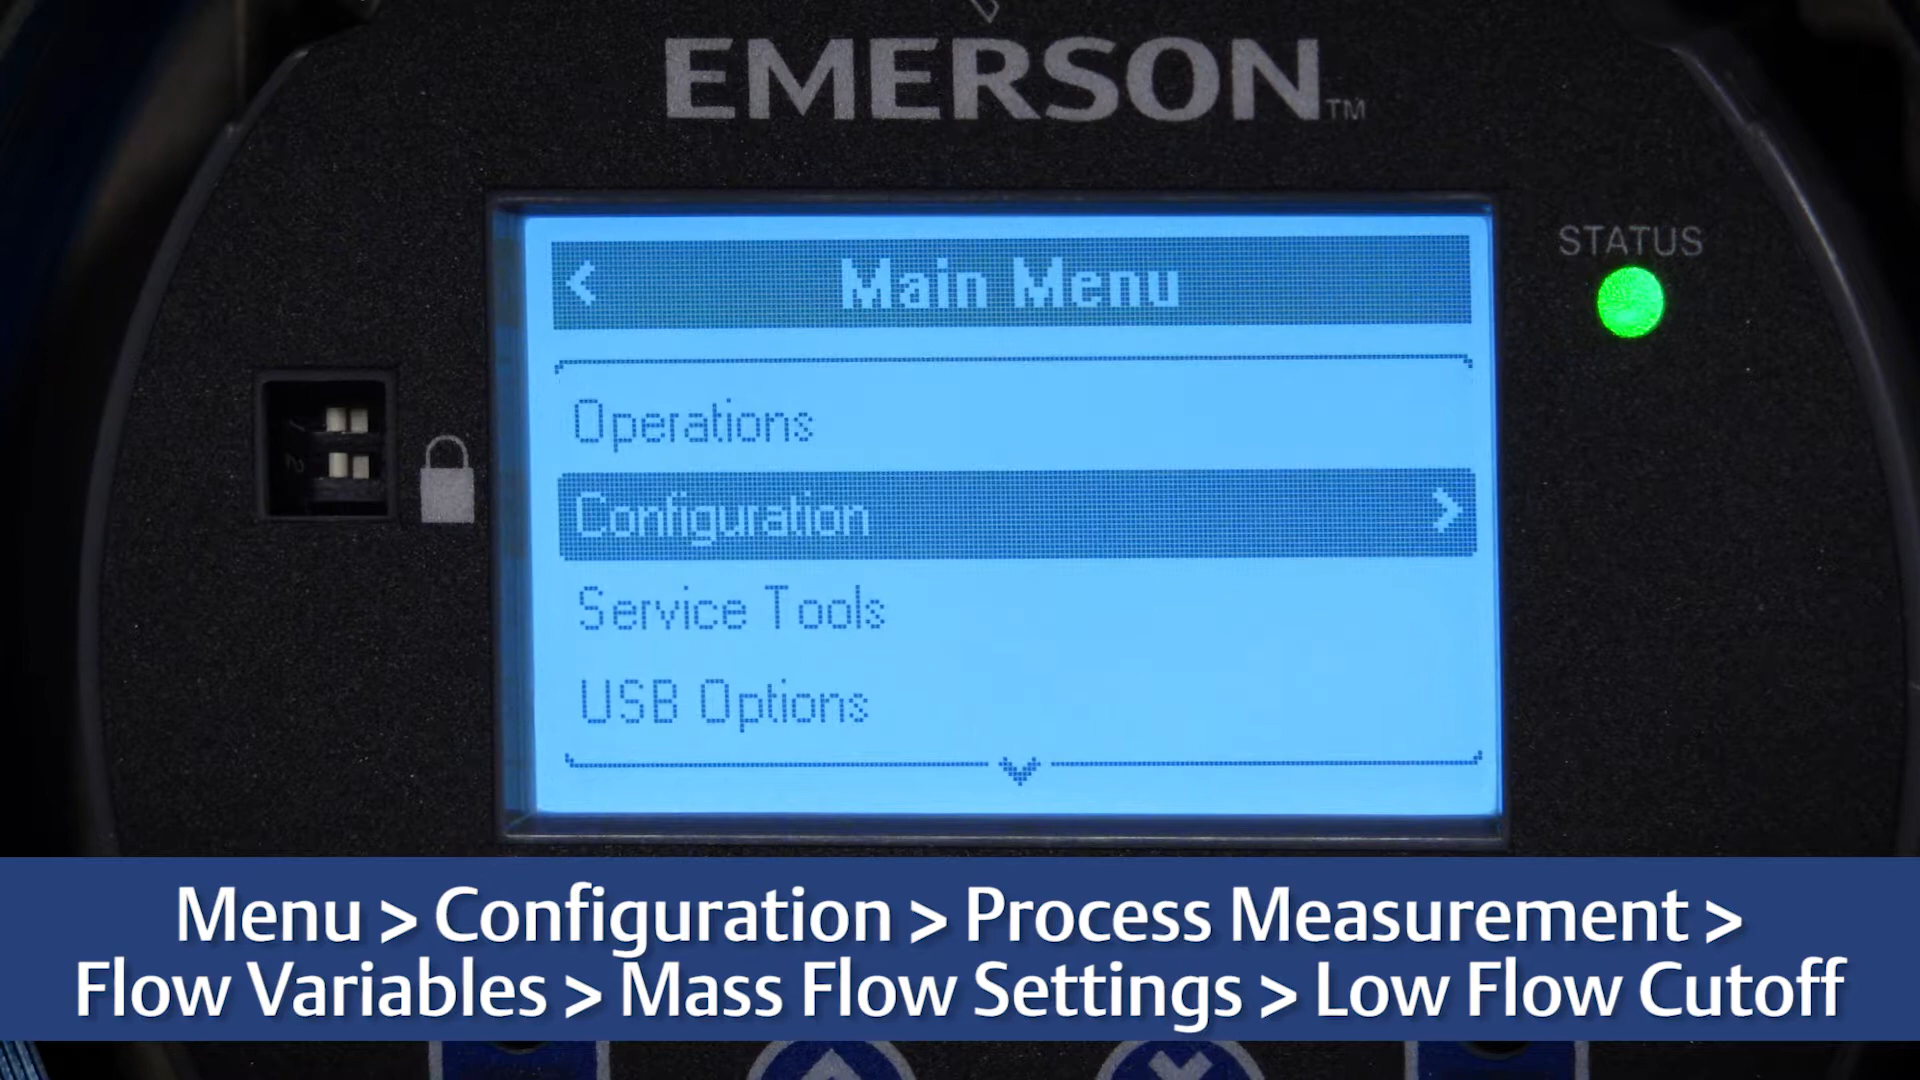 EMERSON™
STATUS
Main Menu
Operations
Configuration
Service Tools
USB Options
Menu > Configuration > Process Measurement >
Flow Variables > Mass Flow Settings > Low Flow Cutoff